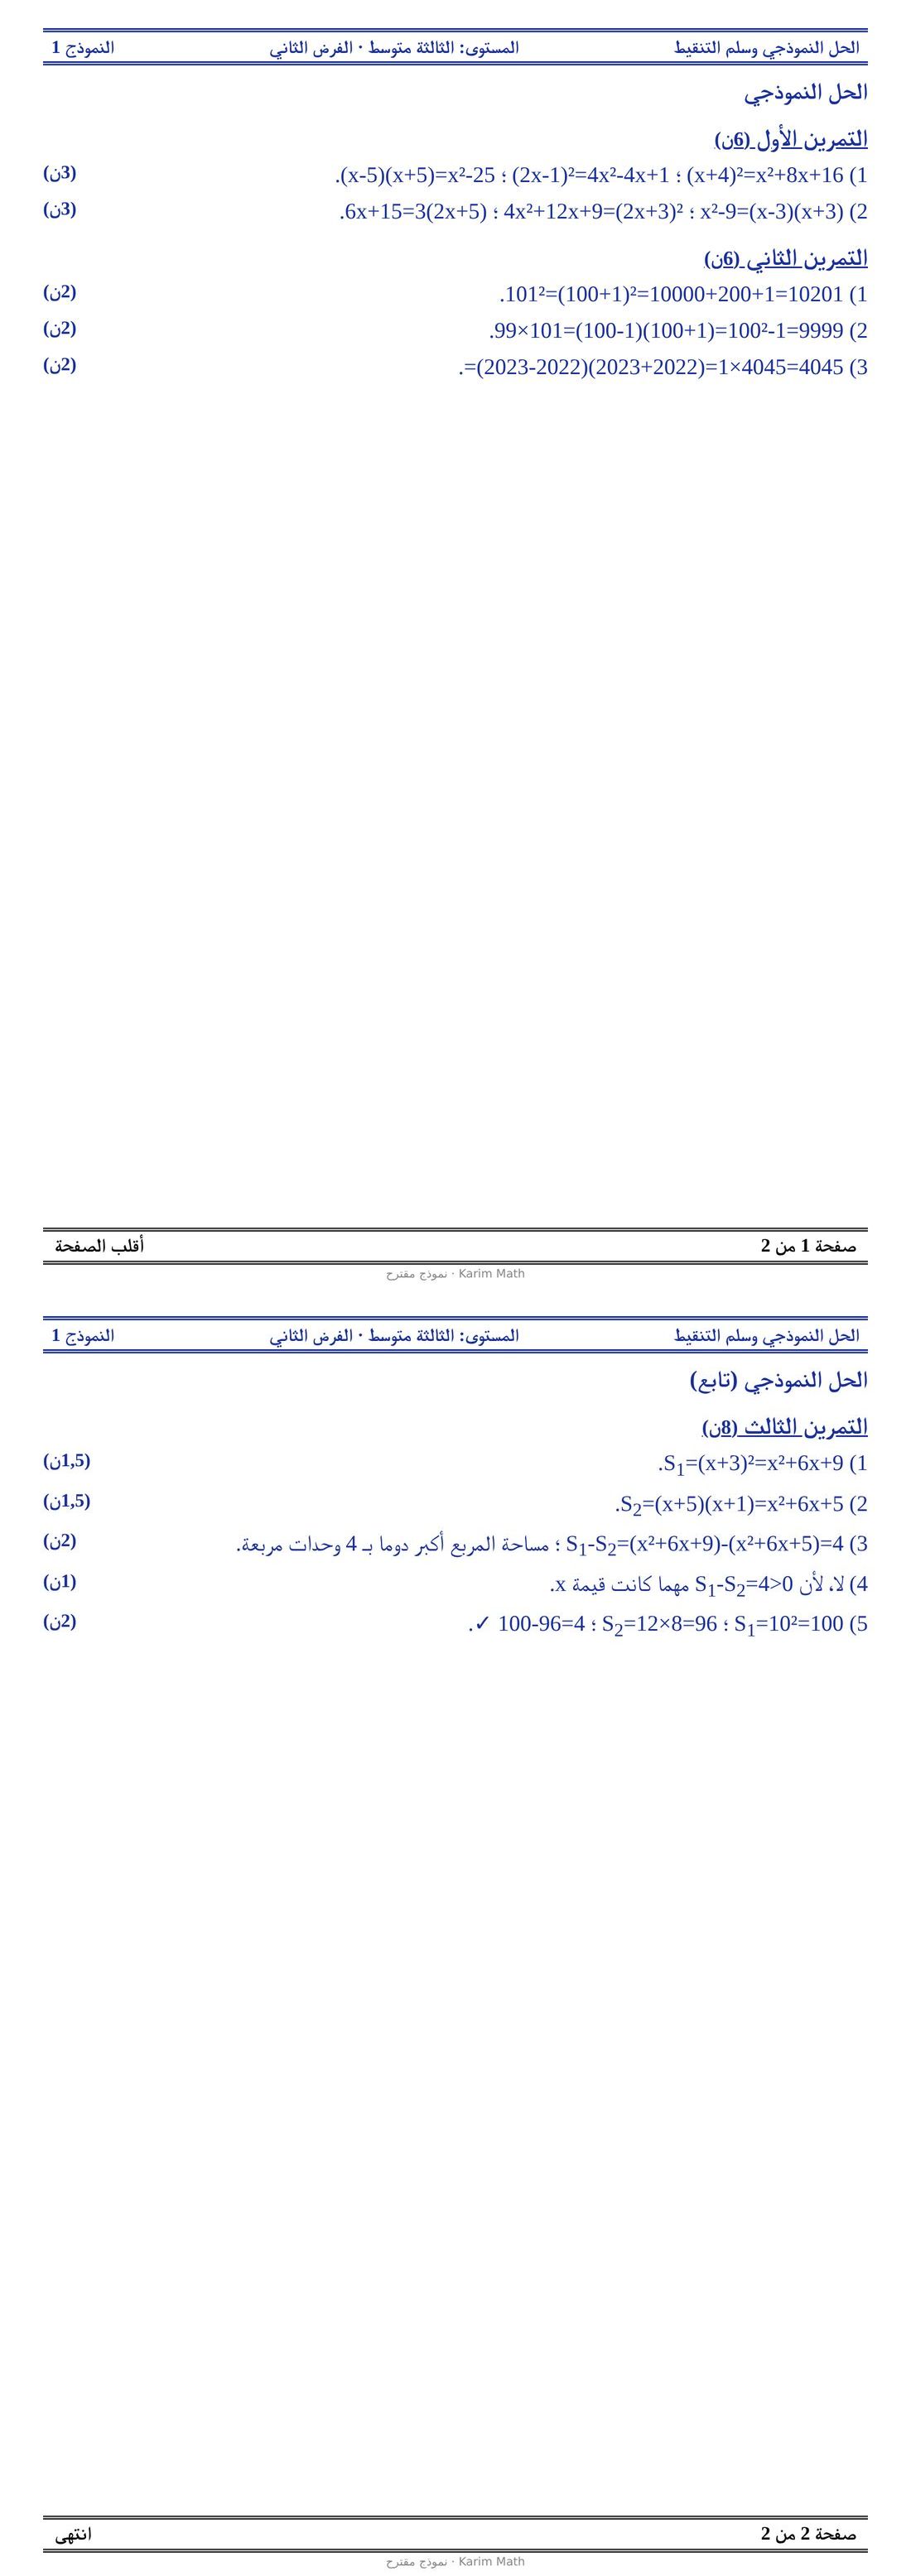 الحل النموذجي وسلم التنقيط المستوى: الثالثة متوسط · الفرض الثاني النموذج 1
الحل النموذجي
التمرين الأول (6ن)
1) (x+4)²=x²+8x+16 ؛ (2x-1)²=4x²-4x+1 ؛ (x-5)(x+5)=x²-25. (3ن)
2) x²-9=(x-3)(x+3) ؛ 4x²+12x+9=(2x+3)² ؛ 6x+15=3(2x+5). (3ن)
التمرين الثاني (6ن)
1) 101²=(100+1)²=10000+200+1=10201. (2ن)
2) 99×101=(100-1)(100+1)=100²-1=9999. (2ن)
3) =(2023-2022)(2023+2022)=1×4045=4045. (2ن)
صفحة 1 من 2 أقلب الصفحة
Karim Math · نموذج مقترح
الحل النموذجي وسلم التنقيط المستوى: الثالثة متوسط · الفرض الثاني النموذج 1
الحل النموذجي (تابع)
التمرين الثالث (8ن)
1) S₁=(x+3)²=x²+6x+9. (1,5ن)
2) S₂=(x+5)(x+1)=x²+6x+5. (1,5ن)
3) S₁-S₂=(x²+6x+9)-(x²+6x+5)=4 ؛ مساحة المربع أكبر دوما بـ 4 وحدات مربعة. (2ن)
4) لا، لأن S₁-S₂=4>0 مهما كانت قيمة x. (1ن)
5) S₁=10²=100 ؛ S₂=12×8=96 ؛ 100-96=4 ✓. (2ن)
صفحة 2 من 2 انتهى
Karim Math · نموذج مقترح